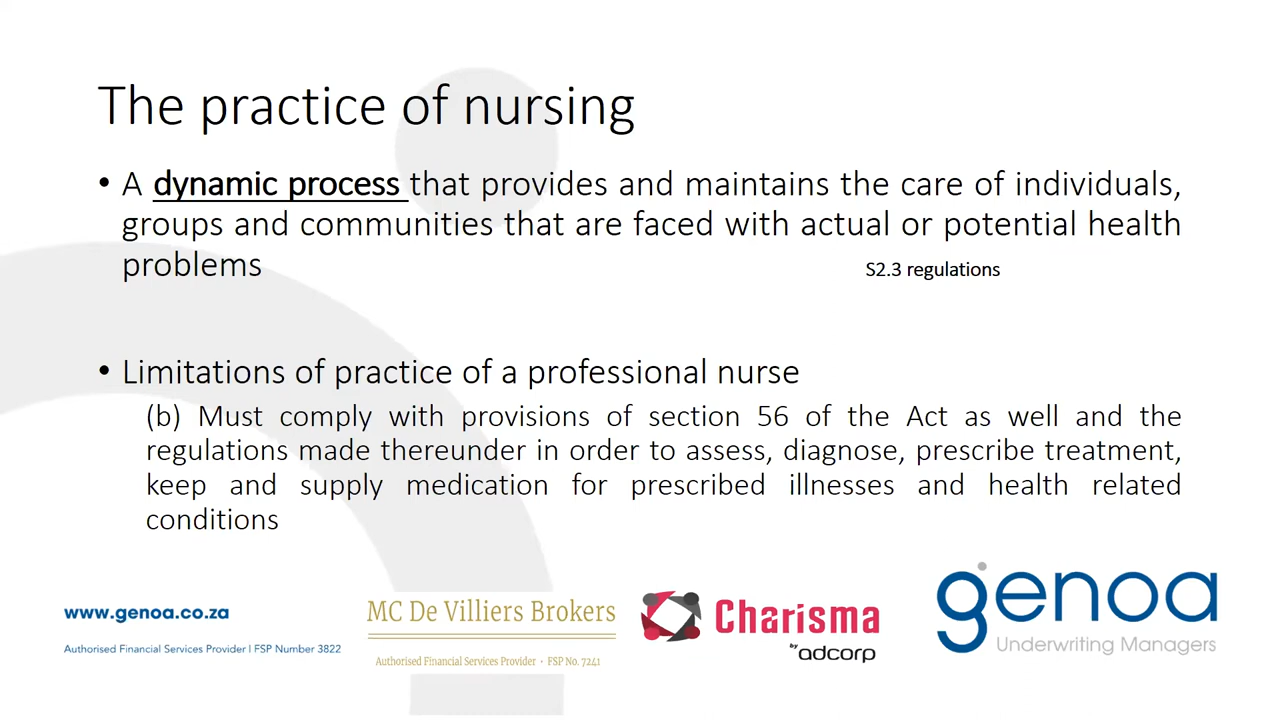 The practice of nursing
• A dynamic process that provides and maintains the care of individuals,
groups and communities that are faced with actual or potential health
problems
S2.3 regulations
• Limitations of practice of a professional nurse
(b) Must comply with provisions of section 56 of the Act as well and the
regulations made thereunder in order to assess, diagnose, prescribe treatment,
keep and supply medication for prescribed illnesses and health related
conditions
www.genoa.co.za
Authorised Financial Services Provider | FSP Number 3822
MC De Villiers Brokers
Authorised Financial Services Provider • FSP No. 7241
Charisma
by adcorp
genoa
Underwriting Managers